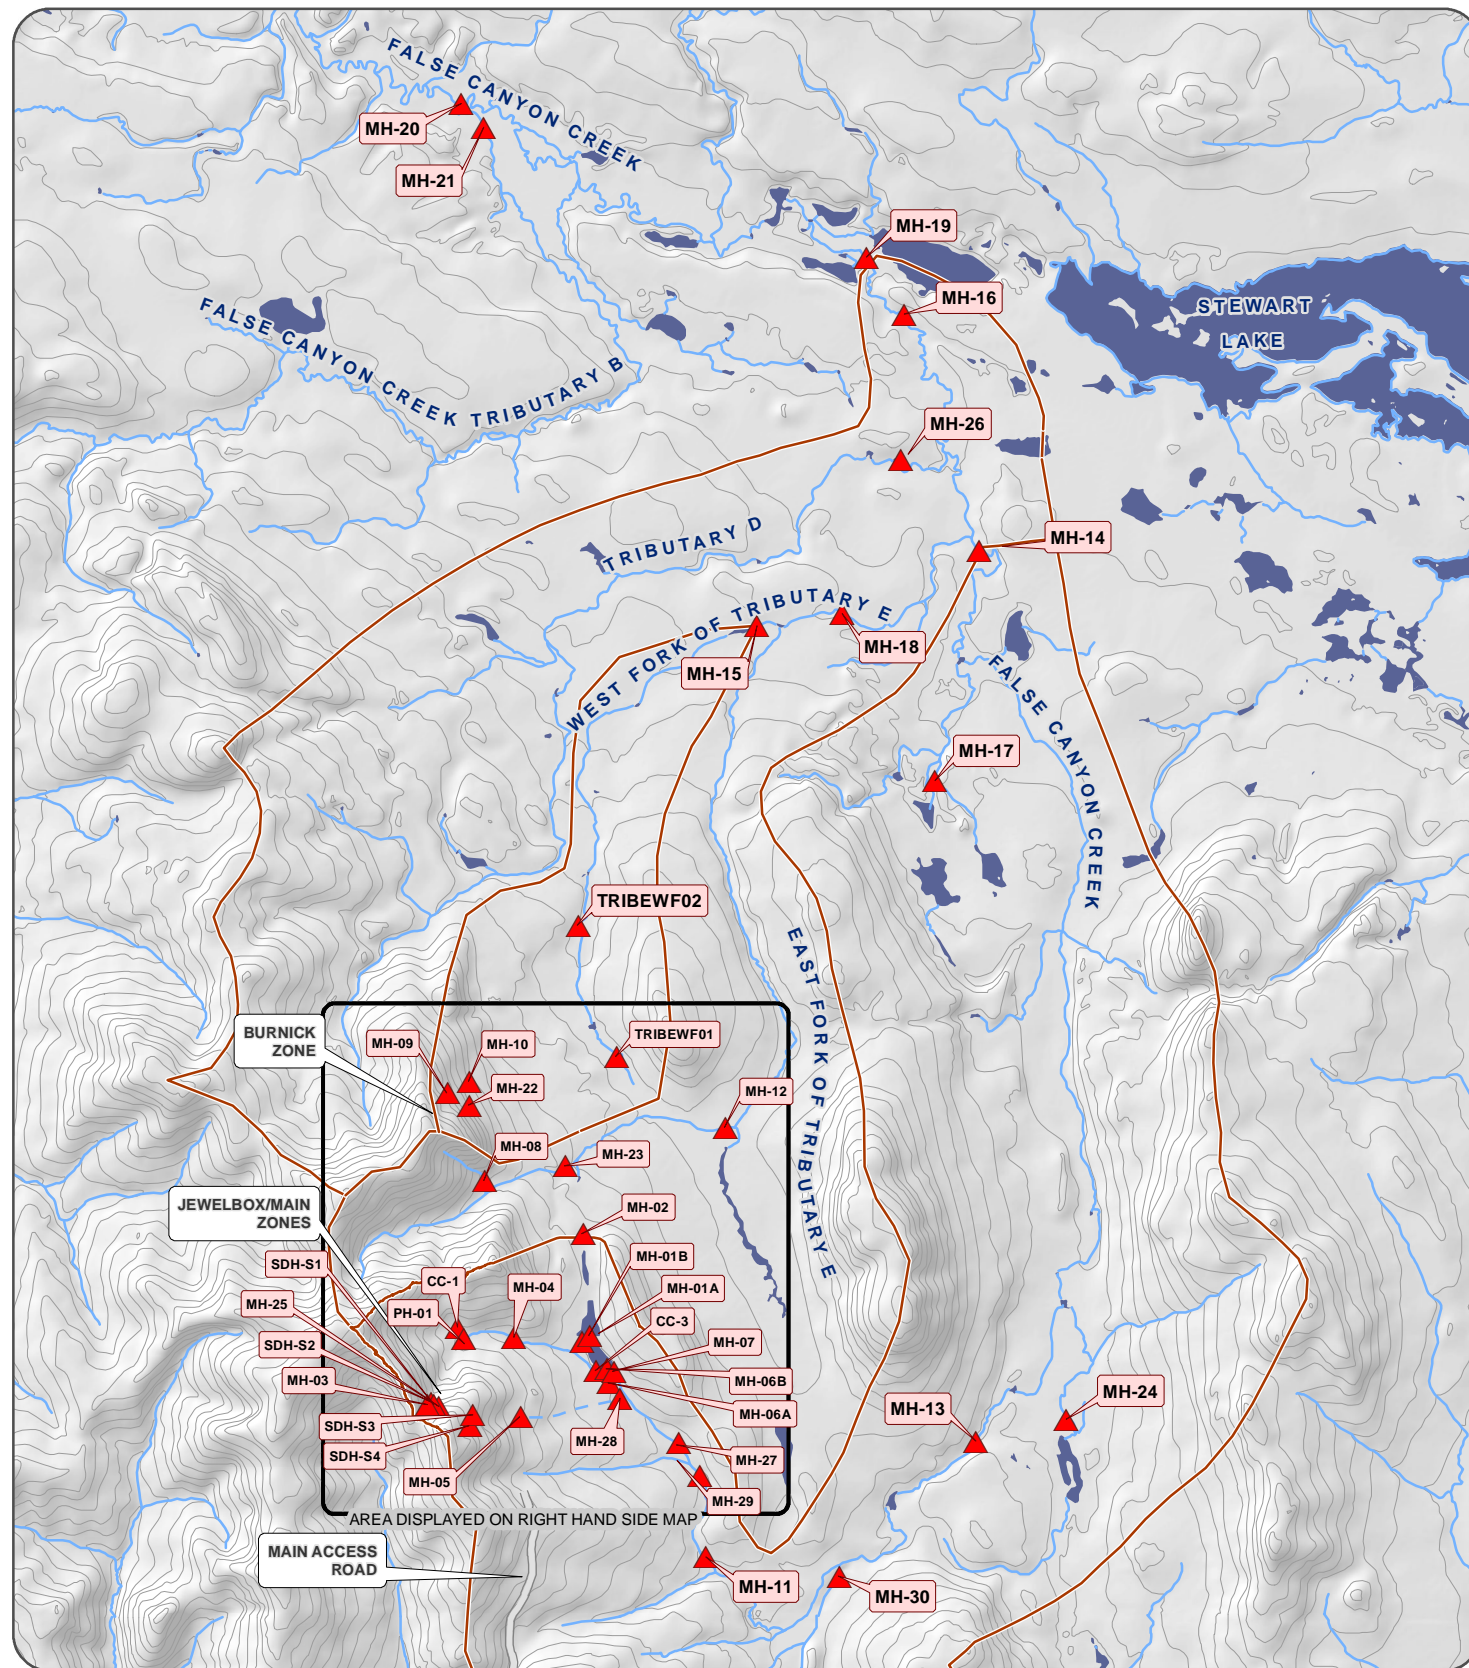 FALSE CANYON CREEK
MH-20
MH-21
MH-19
MH-16
STEWART
LAKE
FALSE CANYON CREEK TRIBUTARY B
MH-26
TRIBUTARY D
MH-14
WEST FORK OF TRIBUTARY E
MH-18
MH-15
FALSE CANYON CREEK
MH-17
TRIBEWF02
EAST FORK OF TRIBUTARY E
BURNICK
ZONE
MH-09
MH-10
TRIBEWF01
MH-22
MH-12
MH-08
MH-23
JEWELBOX/MAIN
ZONES
MH-02
SDH-S1
MH-01B
CC-1
MH-04
MH-01A
MH-25
PH-01
CC-3
SDH-S2
MH-07
MH-03
MH-06B
MH-24
MH-13
MH-06A
SDH-S3
MH-28
SDH-S4
MH-27
MH-05
MH-29
AREA DISPLAYED ON RIGHT HAND SIDE MAP
MAIN ACCESS
ROAD
MH-11
MH-30